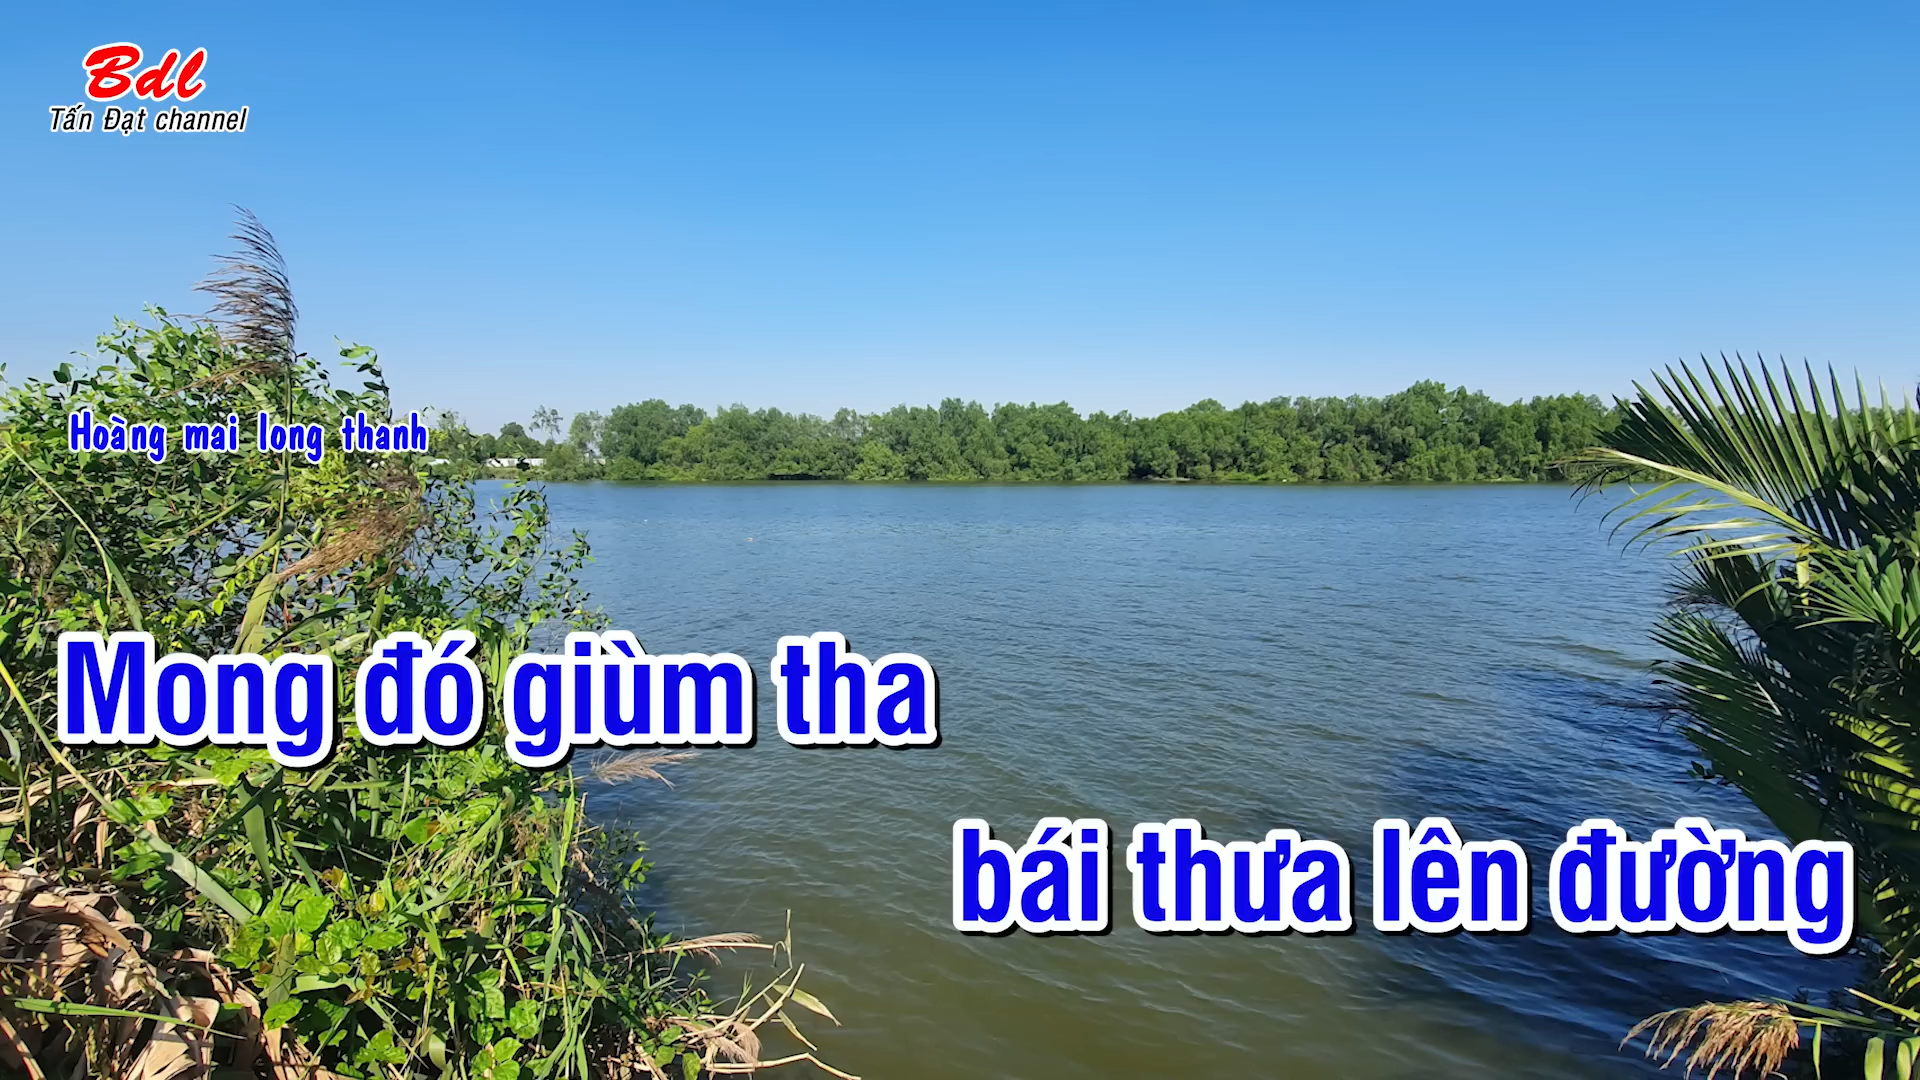 Bdl
Tấn Đạt channel
Hoàng mai long thanh
Mong đó giùm tha
bái thưa lên đường